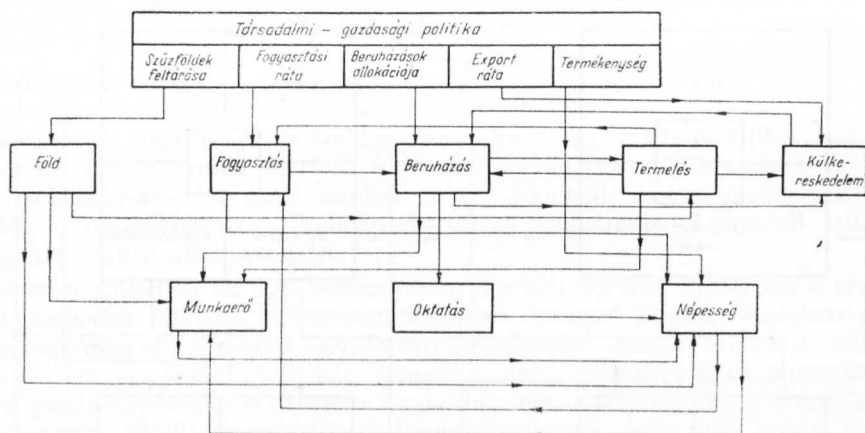 Társadalmi – gazdasági politika
Szűzföldek
feltárása
Fogyasztási
ráta
Beruházások
allokációja
Export
ráta
Termékenység
Föld
Fogyasztás
Beruházás
Termelés
Külke-
reskedelem
Munkaerő
Oktatás
Népesség